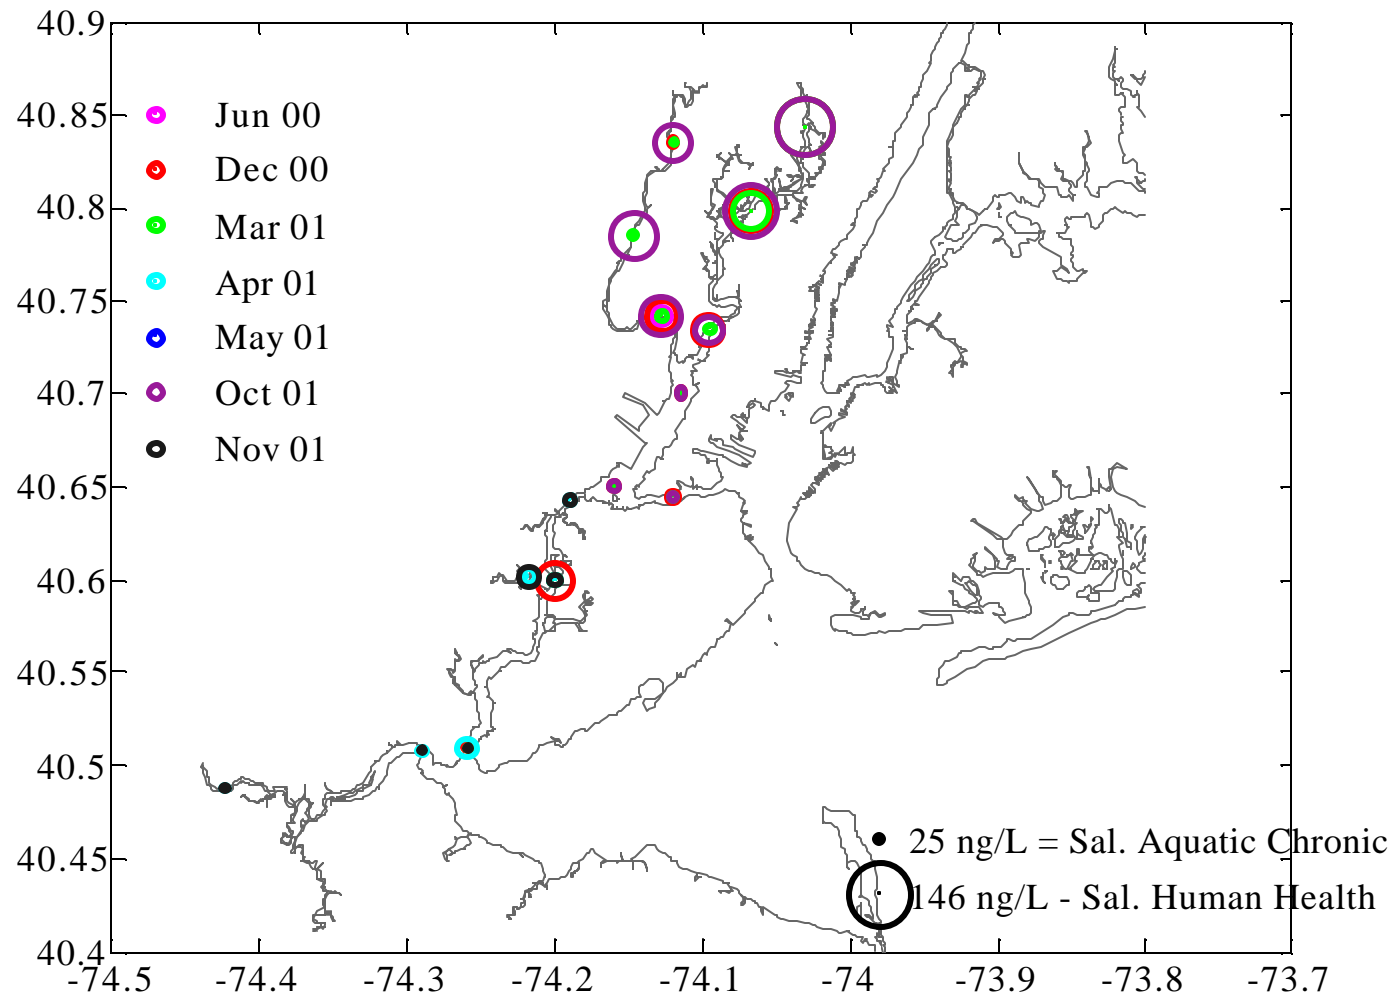 40.9
40.85
40.8
40.75
40.7
40.65
40.6
40.55
40.5
40.45
40.4
Jun 00
Dec 00
Mar 01
Apr 01
May 01
Oct 01
Nov 01
25 ng/L = Sal. Aquatic Chronic
146 ng/L - Sal. Human Health
-74.5 -74.4 -74.3 -74.2 -74.1 -74 -73.9 -73.8 -73.7